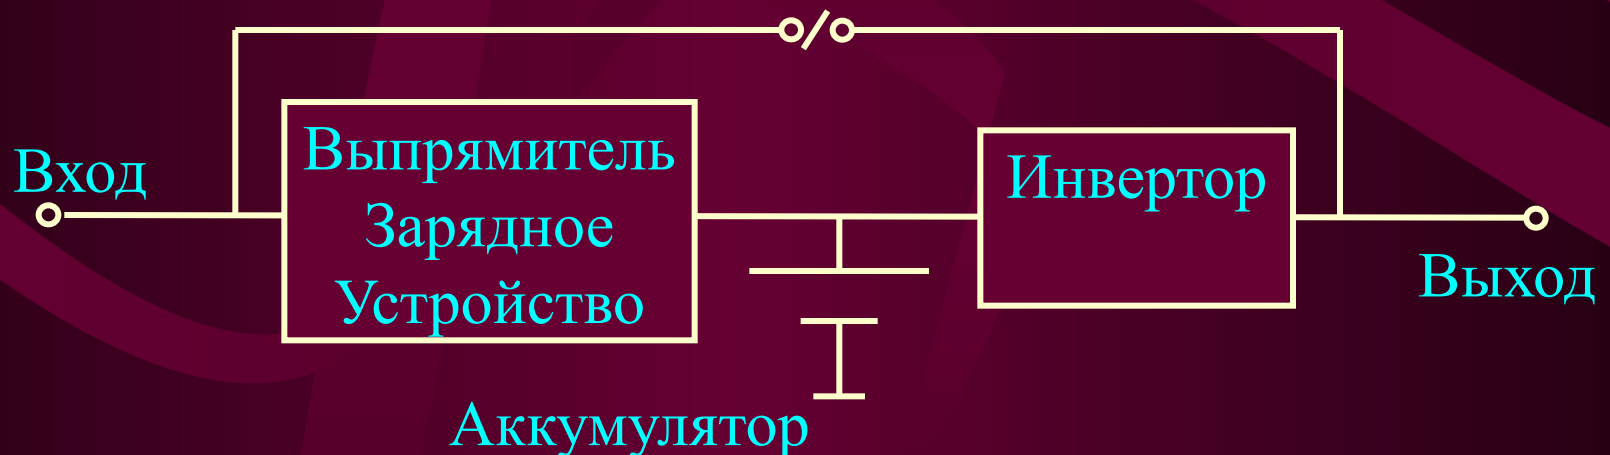 Вход
Выпрямитель
Зарядное
Устройство
Инвертор
Выход
Аккумулятор